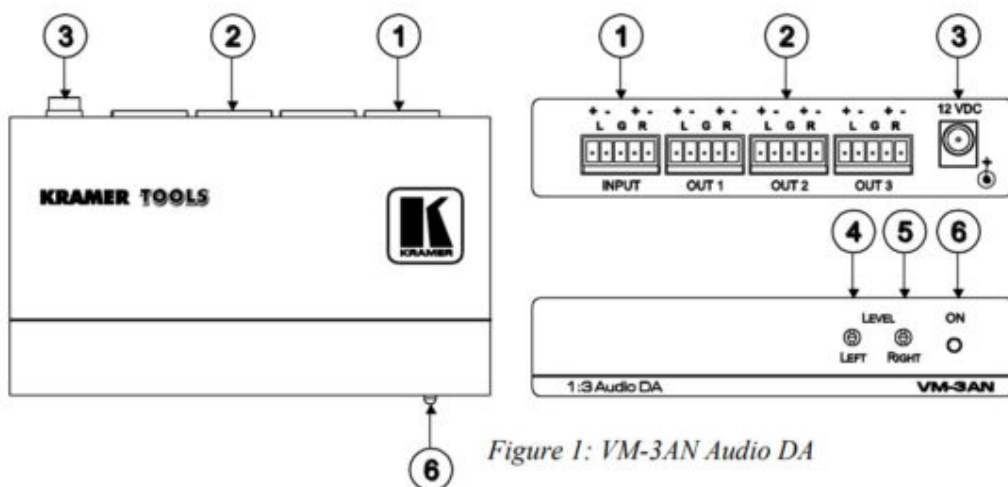 3 2 1
KRAMER TOOLS
K
KRAMER
6
1 2 3
+ - + - + - + - + - + - + - + - 12 VDC
L G R L G R L G R L G R
INPUT OUT 1 OUT 2 OUT 3
+
4 5 6
LEVEL ON
LEFT RIGHT
1:3 Audio DA VM-3AN
Figure 1: VM-3AN Audio DA